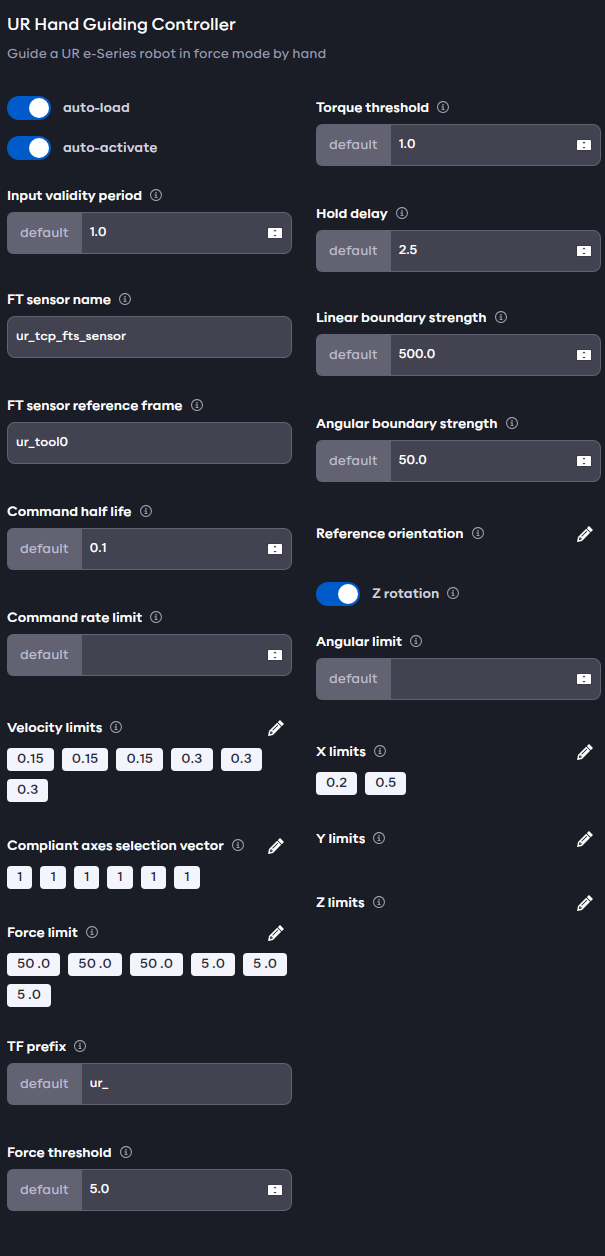 UR Hand Guiding Controller
Guide a UR e-Series robot in force mode by hand
auto-load
auto-activate
Input validity period
default 1.0
FT sensor name
ur_tcp_fts_sensor
FT sensor reference frame
ur_tool0
Command half life
default 0.1
Command rate limit
default
Velocity limits
0.15 0.15 0.15 0.3 0.3
0.3
Compliant axes selection vector
1 1 1 1 1 1
Force limit
50.0 50.0 50.0 5.0 5.0
5.0
TF prefix
default ur_
Force threshold
default 5.0
Torque threshold
default 1.0
Hold delay
default 2.5
Linear boundary strength
default 500.0
Angular boundary strength
default 50.0
Reference orientation
Z rotation
Angular limit
default
X limits
0.2 0.5
Y limits
Z limits